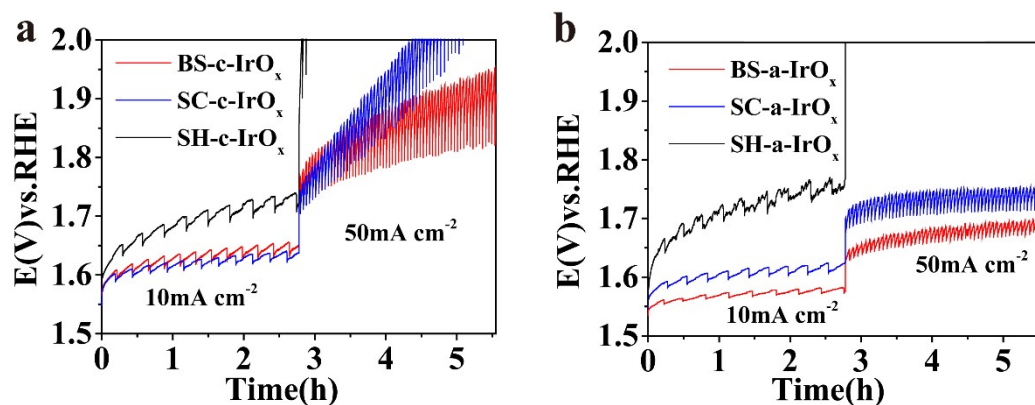 a
2.0
1.9
1.8
1.7
1.6
1.5
E(V)vs.RHE
BS-c-IrOₓ
SC-c-IrOₓ
SH-c-IrOₓ
50mA cm⁻²
10mA cm⁻²
0 1 2 3 4 5
Time(h)
b
2.0
1.9
1.8
1.7
1.6
1.5
E(V)vs.RHE
BS-a-IrOₓ
SC-a-IrOₓ
SH-a-IrOₓ
50mA cm⁻²
10mA cm⁻²
0 1 2 3 4 5
Time(h)